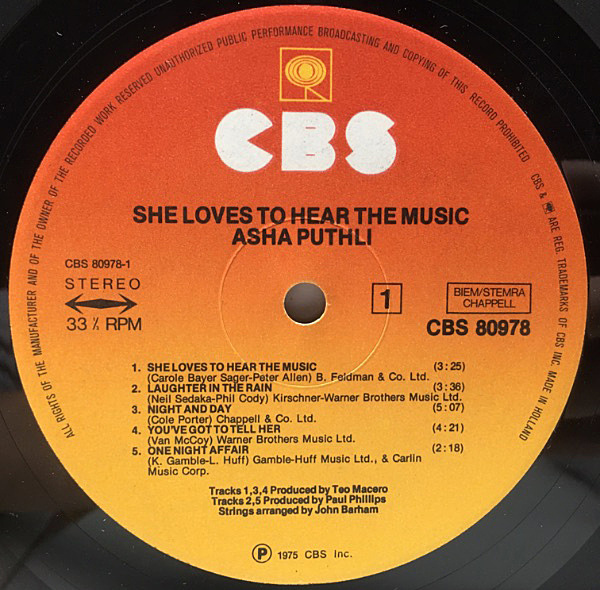 ALL RIGHTS OF THE MANUFACTURER AND OF THE OWNER OF THE RECORDED WORK RESERVED UNAUTHORIZED PUBLIC PERFORMANCE BROADCASTING AND COPYING OF THIS RECORD PROHIBITED CBS & ARE REG. TRADEMARKS OF CBS INC. MADE IN HOLLAND
CBS
SHE LOVES TO HEAR THE MUSIC
ASHA PUTHLI
CBS 80978-1
STEREO
33 ⅓ RPM
1
BIEM/STEMRA
CHAPPELL
CBS 80978
1. SHE LOVES TO HEAR THE MUSIC (3:25)
(Carole Bayer Sager-Peter Allen) B. Feldman & Co. Ltd.
2. LAUGHTER IN THE RAIN (3:36)
(Neil Sedaka-Phil Cody) Kirschner-Warner Brothers Music Ltd.
3. NIGHT AND DAY (5:07)
(Cole Porter) Chappell & Co. Ltd.
4. YOU'VE GOT TO TELL HER (4:21)
(Van McCoy) Warner Brothers Music Ltd.
5. ONE NIGHT AFFAIR (2:18)
(K. Gamble-L. Huff) Gamble-Huff Music Ltd., & Carlin
Music Corp.
Tracks 1,3,4 Produced by Teo Macero
Tracks 2,5 Produced by Paul Phillips
Strings arranged by John Barham
Ⓟ 1975 CBS Inc.